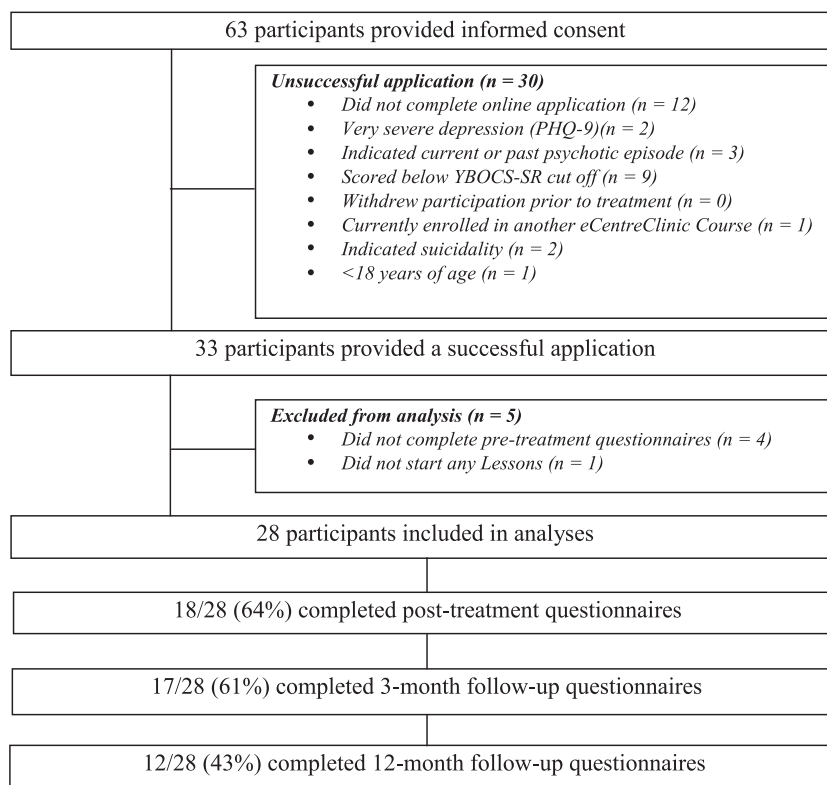 63 participants provided informed consent
Unsuccessful application (n = 30)
• Did not complete online application (n = 12)
• Very severe depression (PHQ-9)(n = 2)
• Indicated current or past psychotic episode (n = 3)
• Scored below YBOCS-SR cut off (n = 9)
• Withdrew participation prior to treatment (n = 0)
• Currently enrolled in another eCentreClinic Course (n = 1)
• Indicated suicidality (n = 2)
• <18 years of age (n = 1)
33 participants provided a successful application
Excluded from analysis (n = 5)
• Did not complete pre-treatment questionnaires (n = 4)
• Did not start any Lessons (n = 1)
28 participants included in analyses
18/28 (64%) completed post-treatment questionnaires
17/28 (61%) completed 3-month follow-up questionnaires
12/28 (43%) completed 12-month follow-up questionnaires